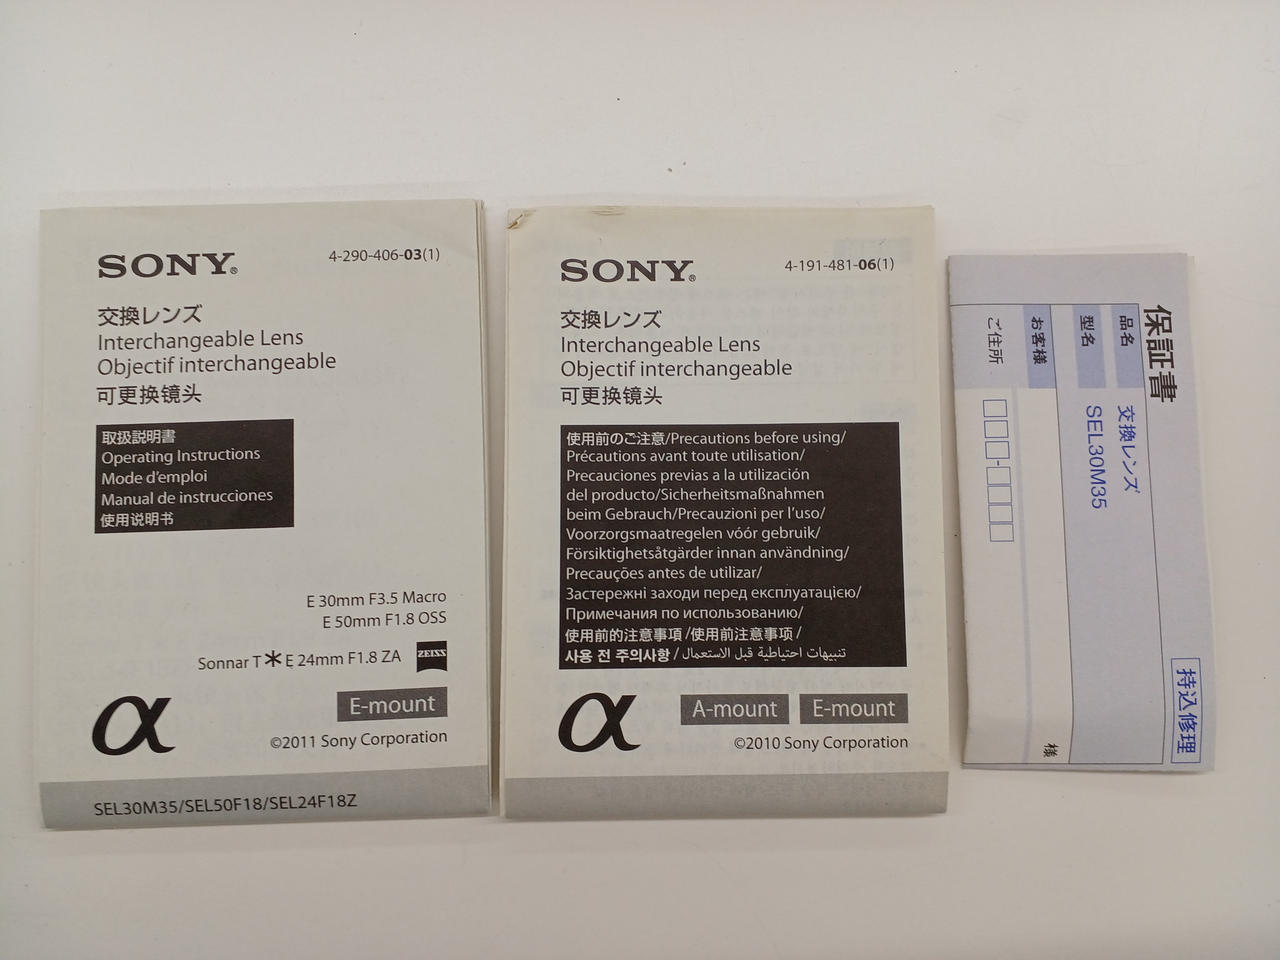 SONY®
4-290-406-03(1)
交換レンズ
Interchangeable Lens
Objectif interchangeable
可更换镜头
取扱説明書
Operating Instructions
Mode d'emploi
Manual de instrucciones
使用说明书
E 30mm F3.5 Macro
E 50mm F1.8 OSS
Sonnar T* E 24mm F1.8 ZA
ZEISS
α
E-mount
©2011 Sony Corporation
SEL30M35/SEL50F18/SEL24F18Z
SONY®
4-191-481-06(1)
交換レンズ
Interchangeable Lens
Objectif interchangeable
可更换镜头
使用前のご注意/Precautions before using/
Précautions avant toute utilisation/
Precauciones previas a la utilización
del producto/Sicherheitsmaßnahmen
beim Gebrauch/Precauzioni per l'uso/
Voorzorgsmaatregelen vóór gebruik/
Försiktighetsåtgärder innan användning/
Precauções antes de utilizar/
Застережні заходи перед експлуатацією/
Примечания по использованию/
使用前的注意事項/使用前注意事项/
사용 전 주의사항/تنبيهات احتياطية قبل الاستعمال
α
A-mount
E-mount
©2010 Sony Corporation
保証書
持込修理
品名 交換レンズ
型名 SEL30M35
お客様
様
ご住所